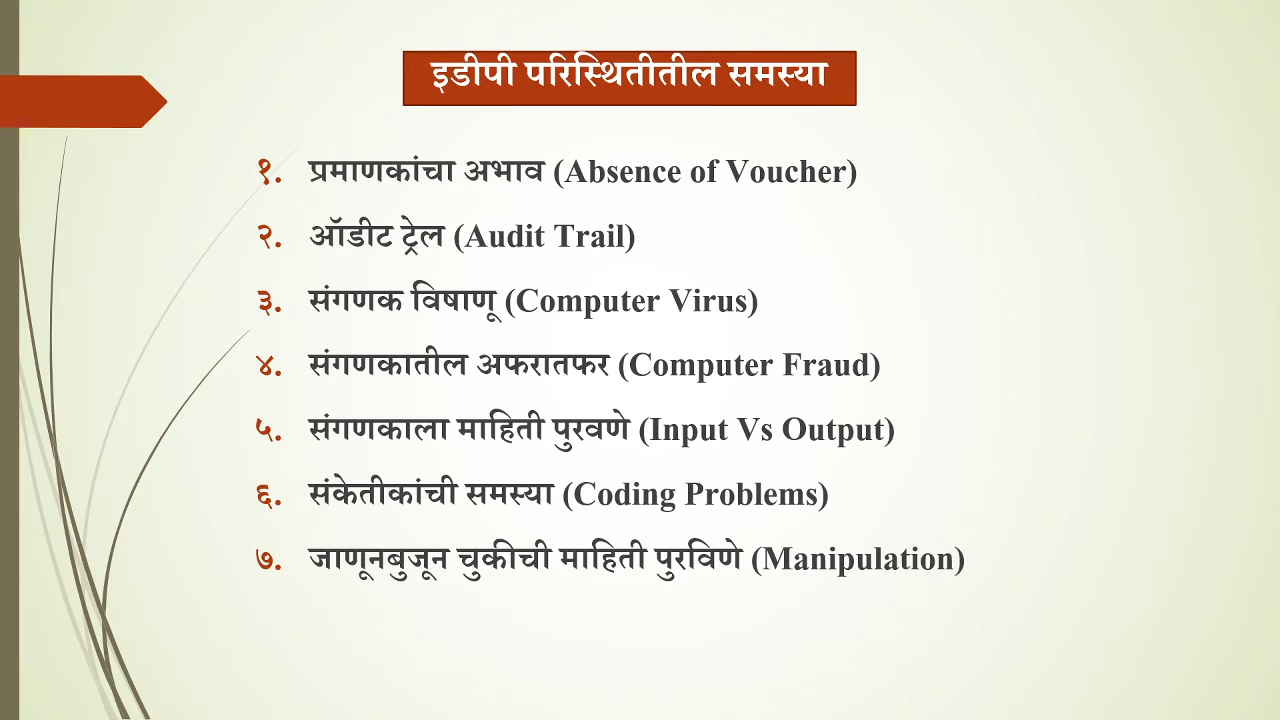 इडीपी परिस्थितीतील समस्या
१. प्रमाणकांचा अभाव (Absence of Voucher)
२. ऑडीट ट्रेल (Audit Trail)
३. संगणक विषाणू (Computer Virus)
४. संगणकातील अफरातफर (Computer Fraud)
५. संगणकाला माहिती पुरवणे (Input Vs Output)
६. संकेतीकांची समस्या (Coding Problems)
७. जाणूनबुजून चुकीची माहिती पुरविणे (Manipulation)